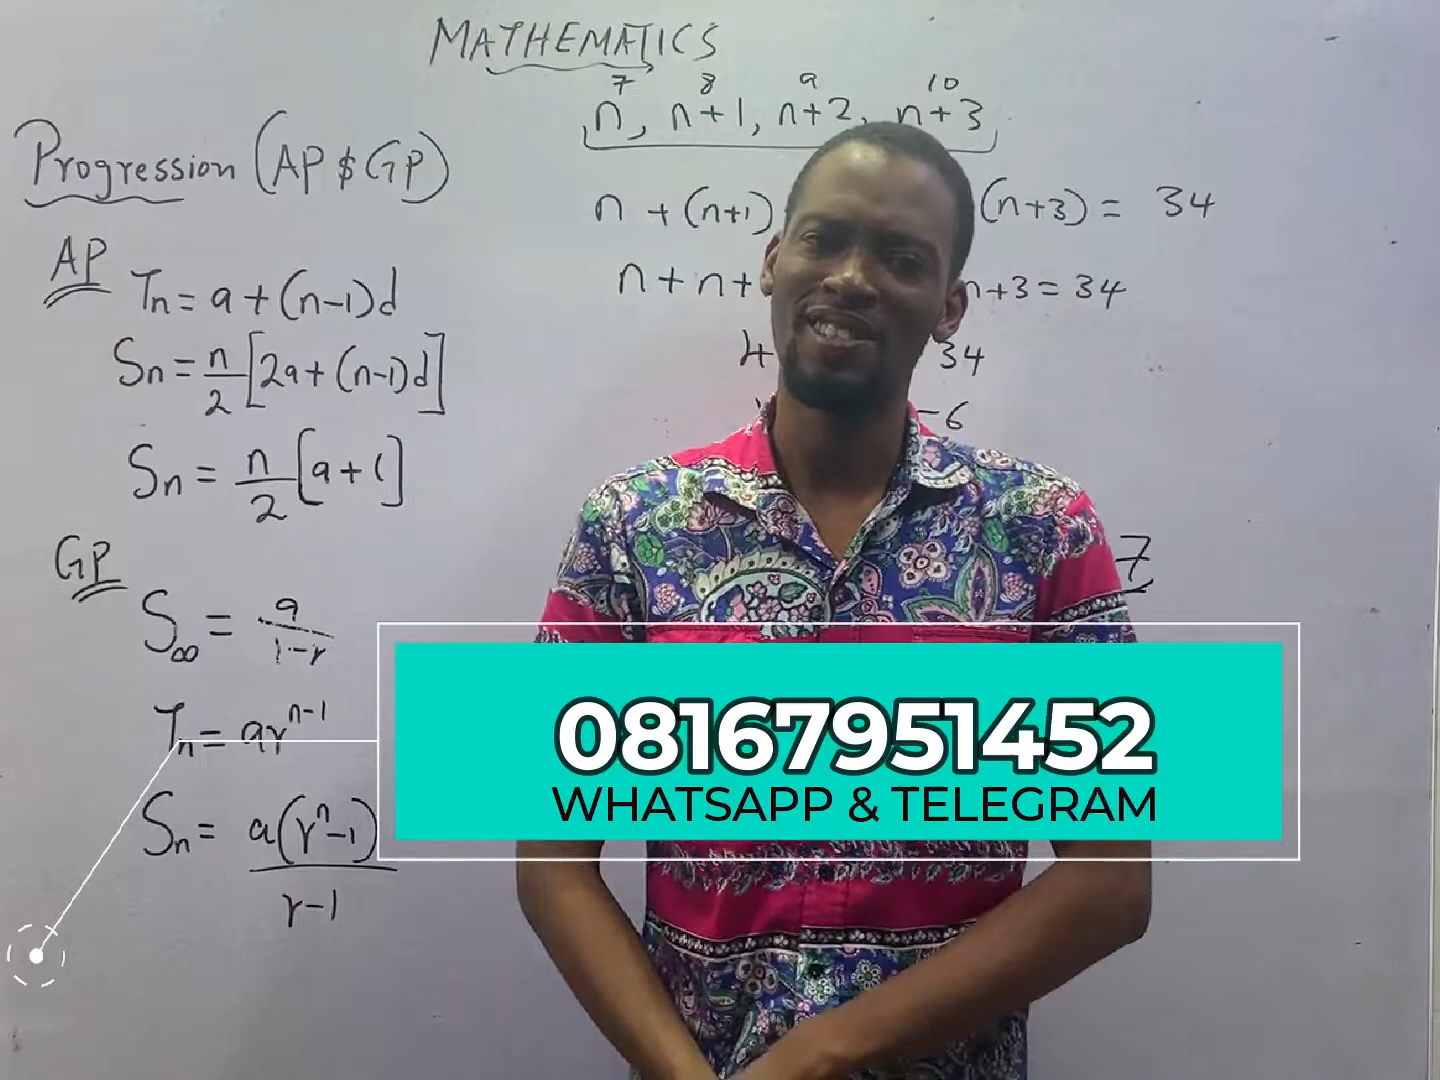 MATHEMATICS
Progression (AP & GP)
AP
Tn = a + (n-1)d
Sn = n/2 [2a + (n-1)d]
Sn = n/2 [a + l]
GP
S∞ = a/1-r
Tn = ar^n-1
Sn = a(r^n-1)/r-1
7 8 9 10
n, n+1, n+2, n+3
n + (n+1) (n+3) = 34
n + n + n+3 = 34
4 34
-6
7
08167951452
WHATSAPP & TELEGRAM